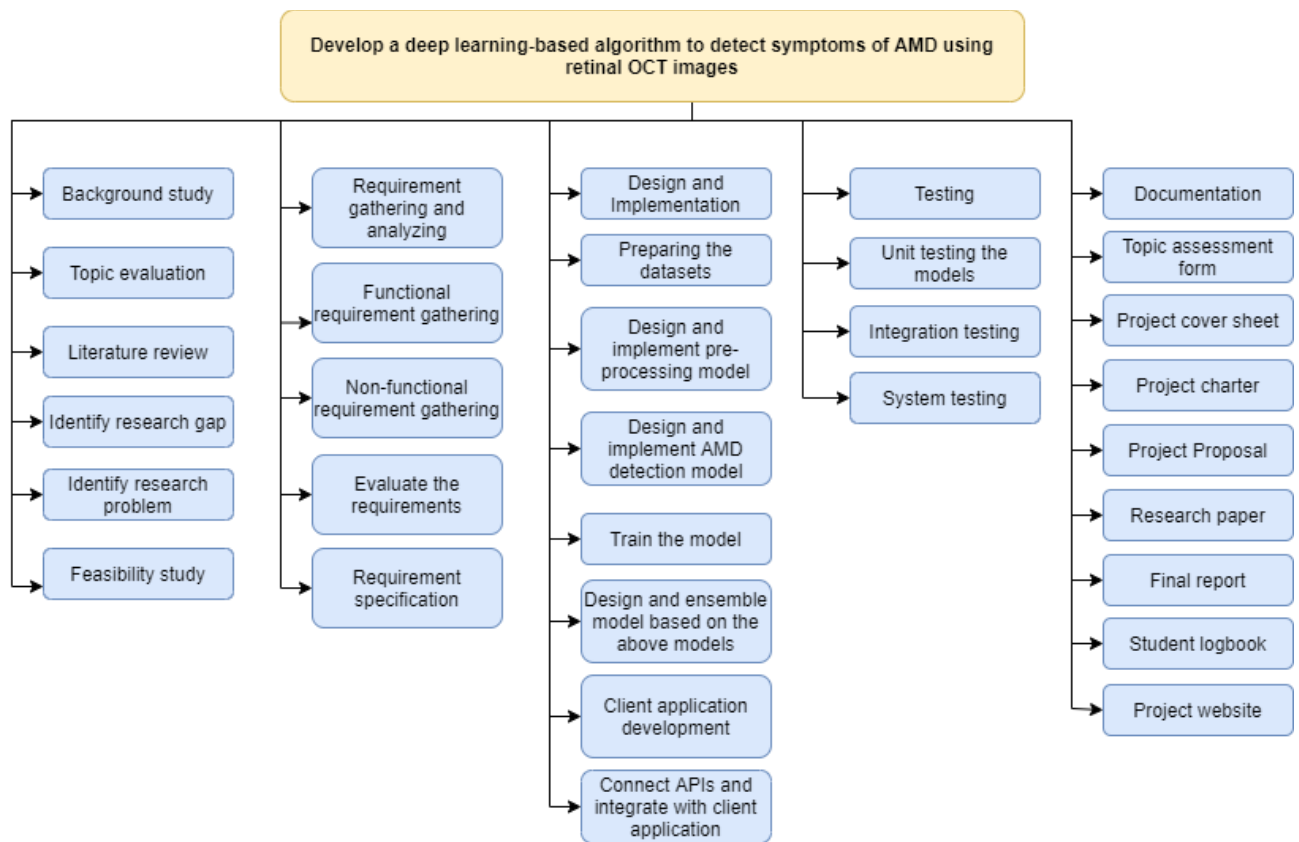 Develop a deep learning-based algorithm to detect symptoms of AMD using
retinal OCT images
Background study
Topic evaluation
Literature review
Identify research gap
Identify research
problem
Feasibility study
Requirement
gathering and
analyzing
Functional
requirement gathering
Non-functional
requirement gathering
Evaluate the
requirements
Requirement
specification
Design and
Implementation
Preparing the
datasets
Design and
implement pre-
processing model
Design and
implement AMD
detection model
Train the model
Design and ensemble
model based on the
above models
Client application
development
Connect APIs and
integrate with client
application
Testing
Unit testing the
models
Integration testing
System testing
Documentation
Topic assessment
form
Project cover sheet
Project charter
Project Proposal
Research paper
Final report
Student logbook
Project website